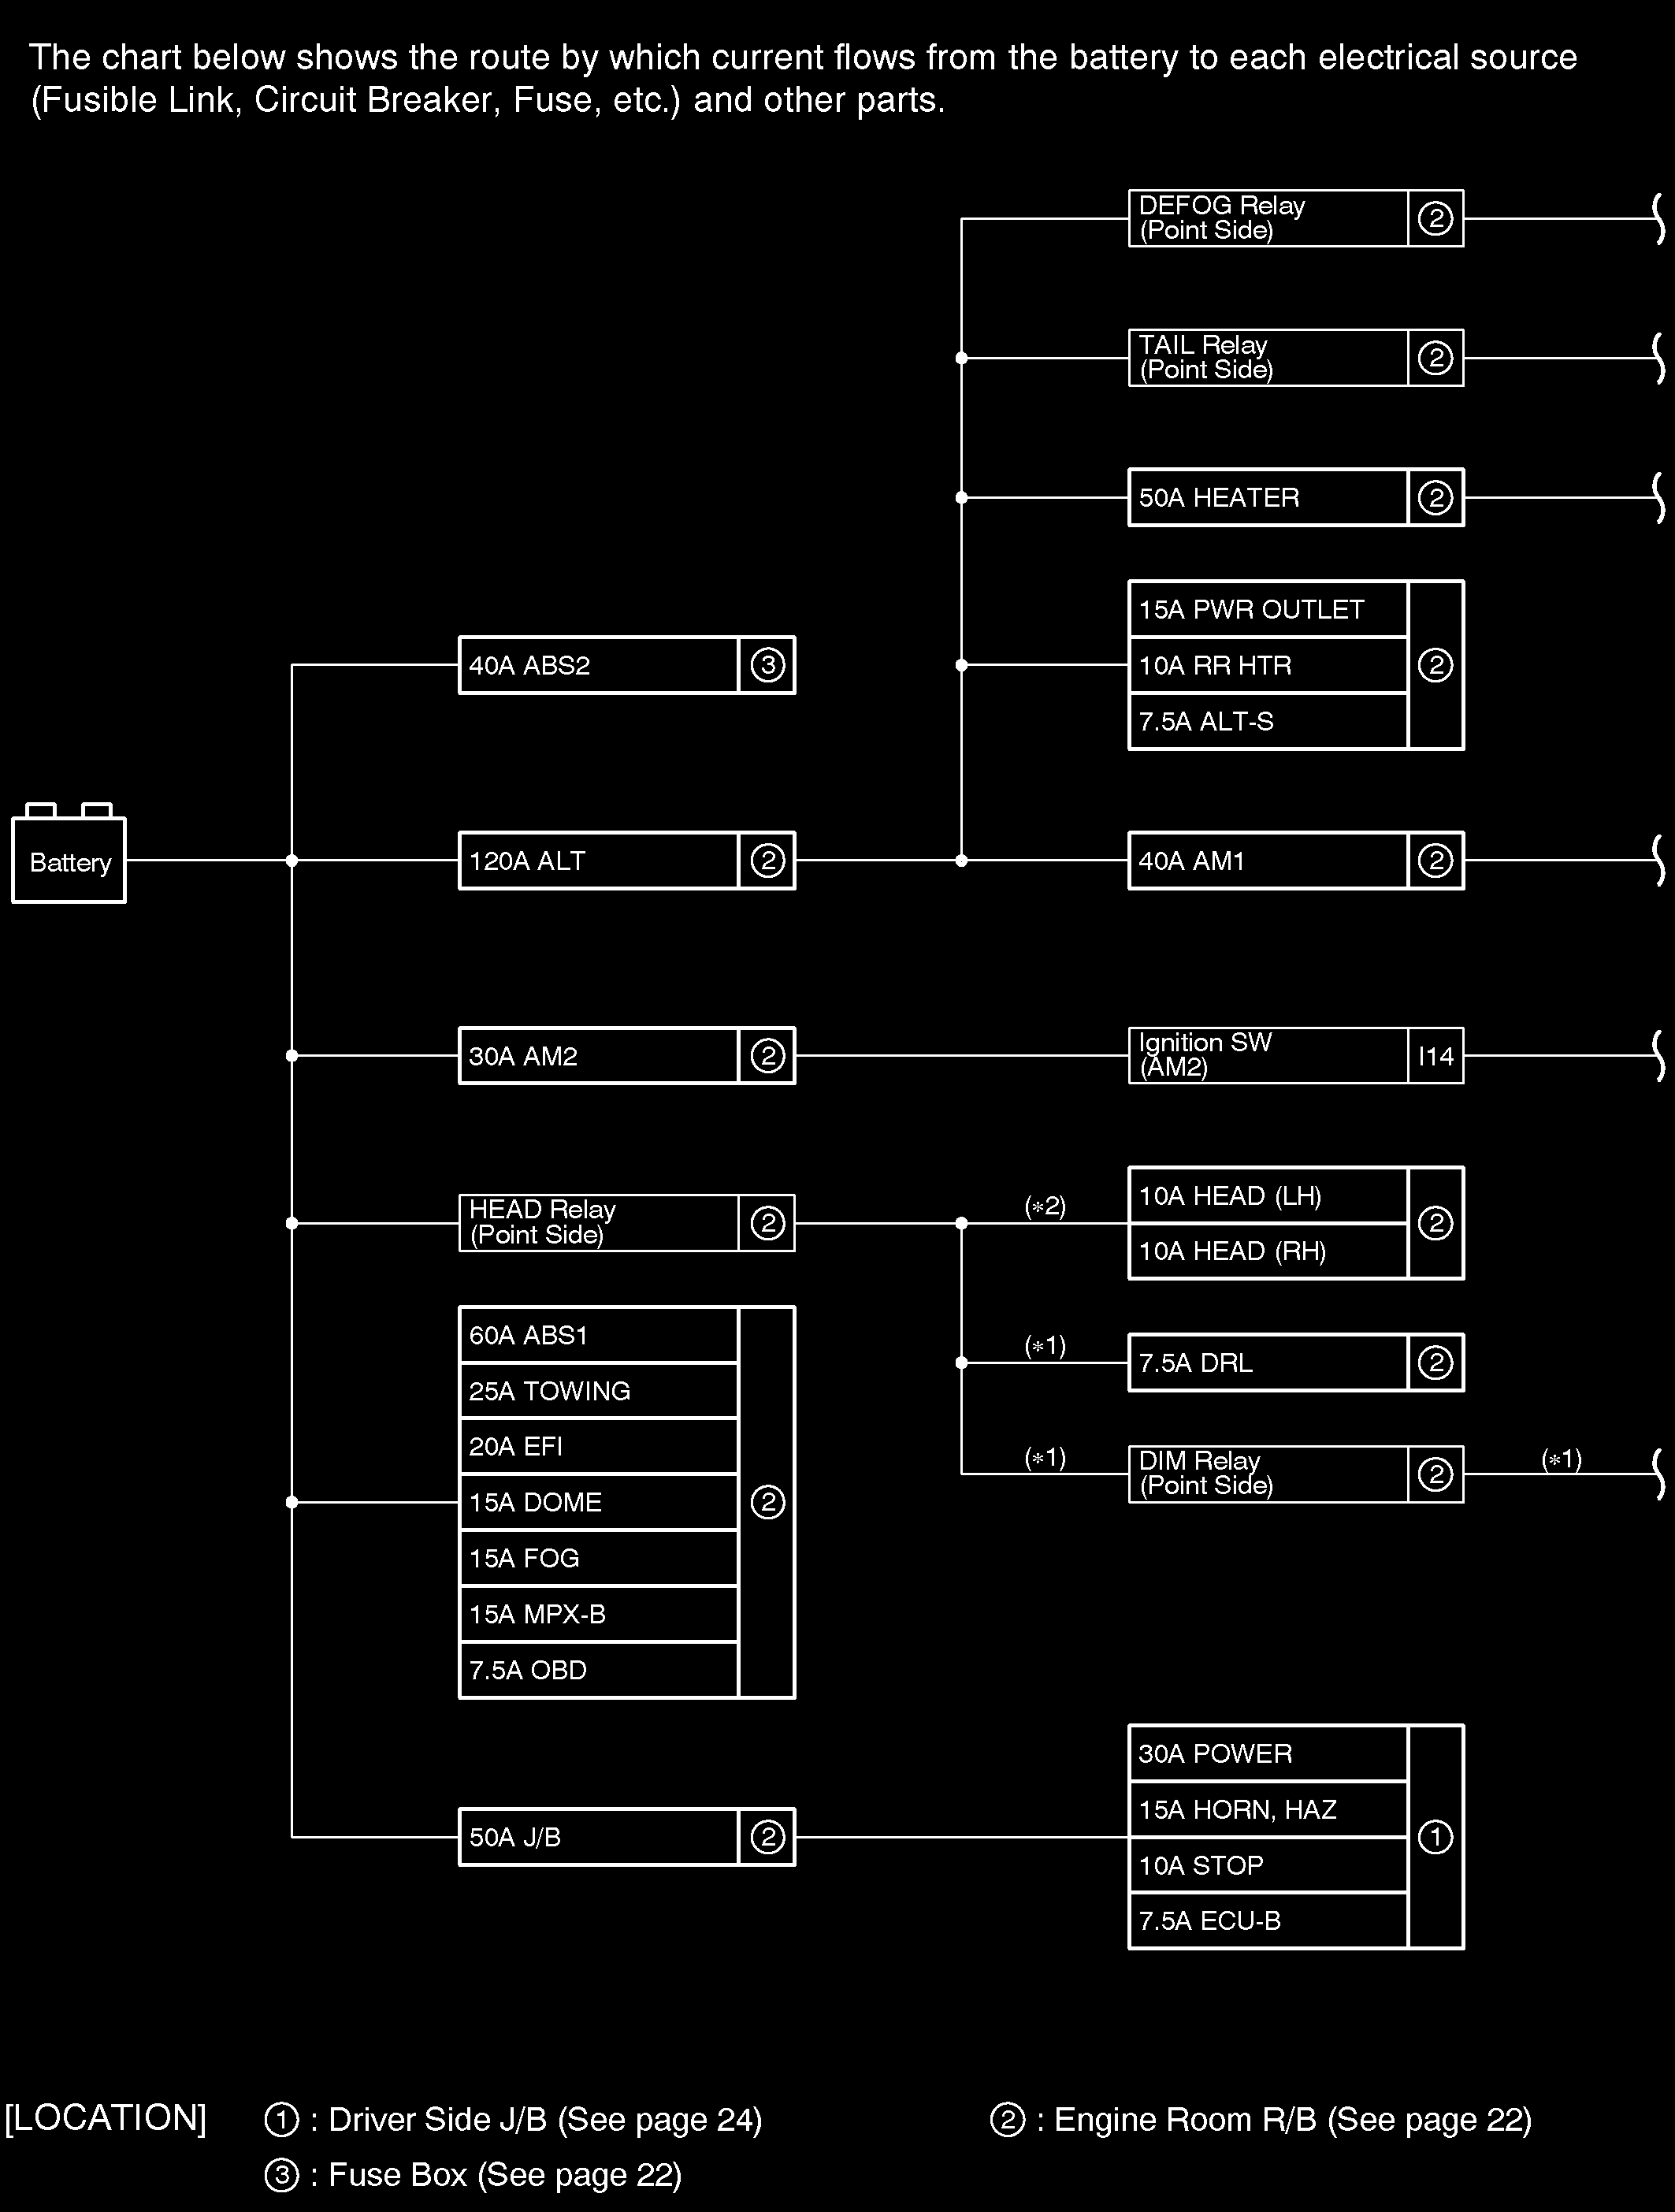 The chart below shows the route by which current flows from the battery to each electrical source
(Fusible Link, Circuit Breaker, Fuse, etc.) and other parts.
DEFOG Relay
(Point Side)
2
TAIL Relay
(Point Side)
2
50A HEATER
2
15A PWR OUTLET
10A RR HTR
2
7.5A ALT-S
40A ABS2
3
Battery
120A ALT
2
40A AM1
2
30A AM2
2
Ignition SW
(AM2)
I14
HEAD Relay
(Point Side)
2
(*2)
10A HEAD (LH)
10A HEAD (RH)
2
(*1)
7.5A DRL
2
(*1)
DIM Relay
(Point Side)
2
(*1)
60A ABS1
25A TOWING
20A EFI
15A DOME
2
15A FOG
15A MPX-B
7.5A OBD
50A J/B
2
30A POWER
15A HORN, HAZ
1
10A STOP
7.5A ECU-B
[LOCATION] 1 : Driver Side J/B (See page 24) 2 : Engine Room R/B (See page 22)
3 : Fuse Box (See page 22)